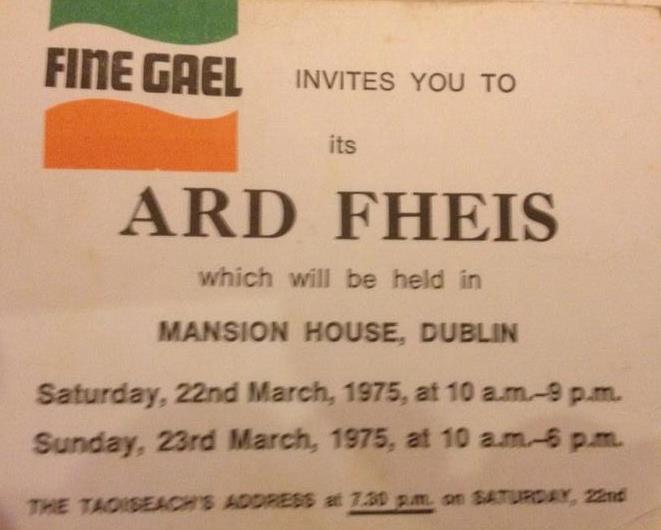 FINE GAEL INVITES YOU TO
its
ARD FHEIS
which will be held in
MANSION HOUSE, DUBLIN
Saturday, 22nd March, 1975, at 10 a.m.–9 p.m.
Sunday, 23rd March, 1975, at 10 a.m.–6 p.m.
THE TAOISEACH'S ADDRESS at 7.30 p.m. on SATURDAY, 22nd